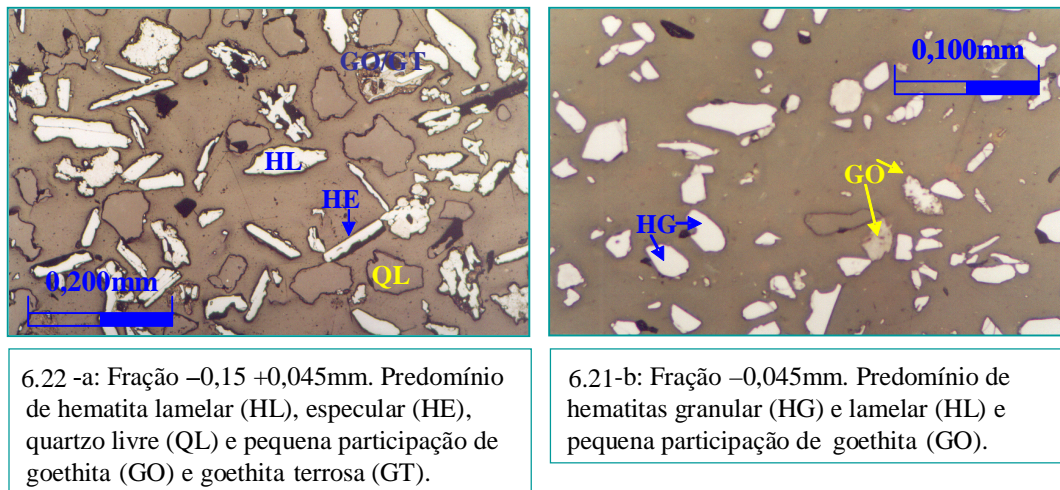 GO/GT
HL
HE
QL
0,200mm
0,100mm
GO
HG
6.22 -a: Fração –0,15 +0,045mm. Predomínio
de hematita lamelar (HL), especular (HE),
quartzo livre (QL) e pequena participação de
goethita (GO) e goethita terrosa (GT).
6.21-b: Fração –0,045mm. Predomínio de
hematitas granular (HG) e lamelar (HL) e
pequena participação de goethita (GO).